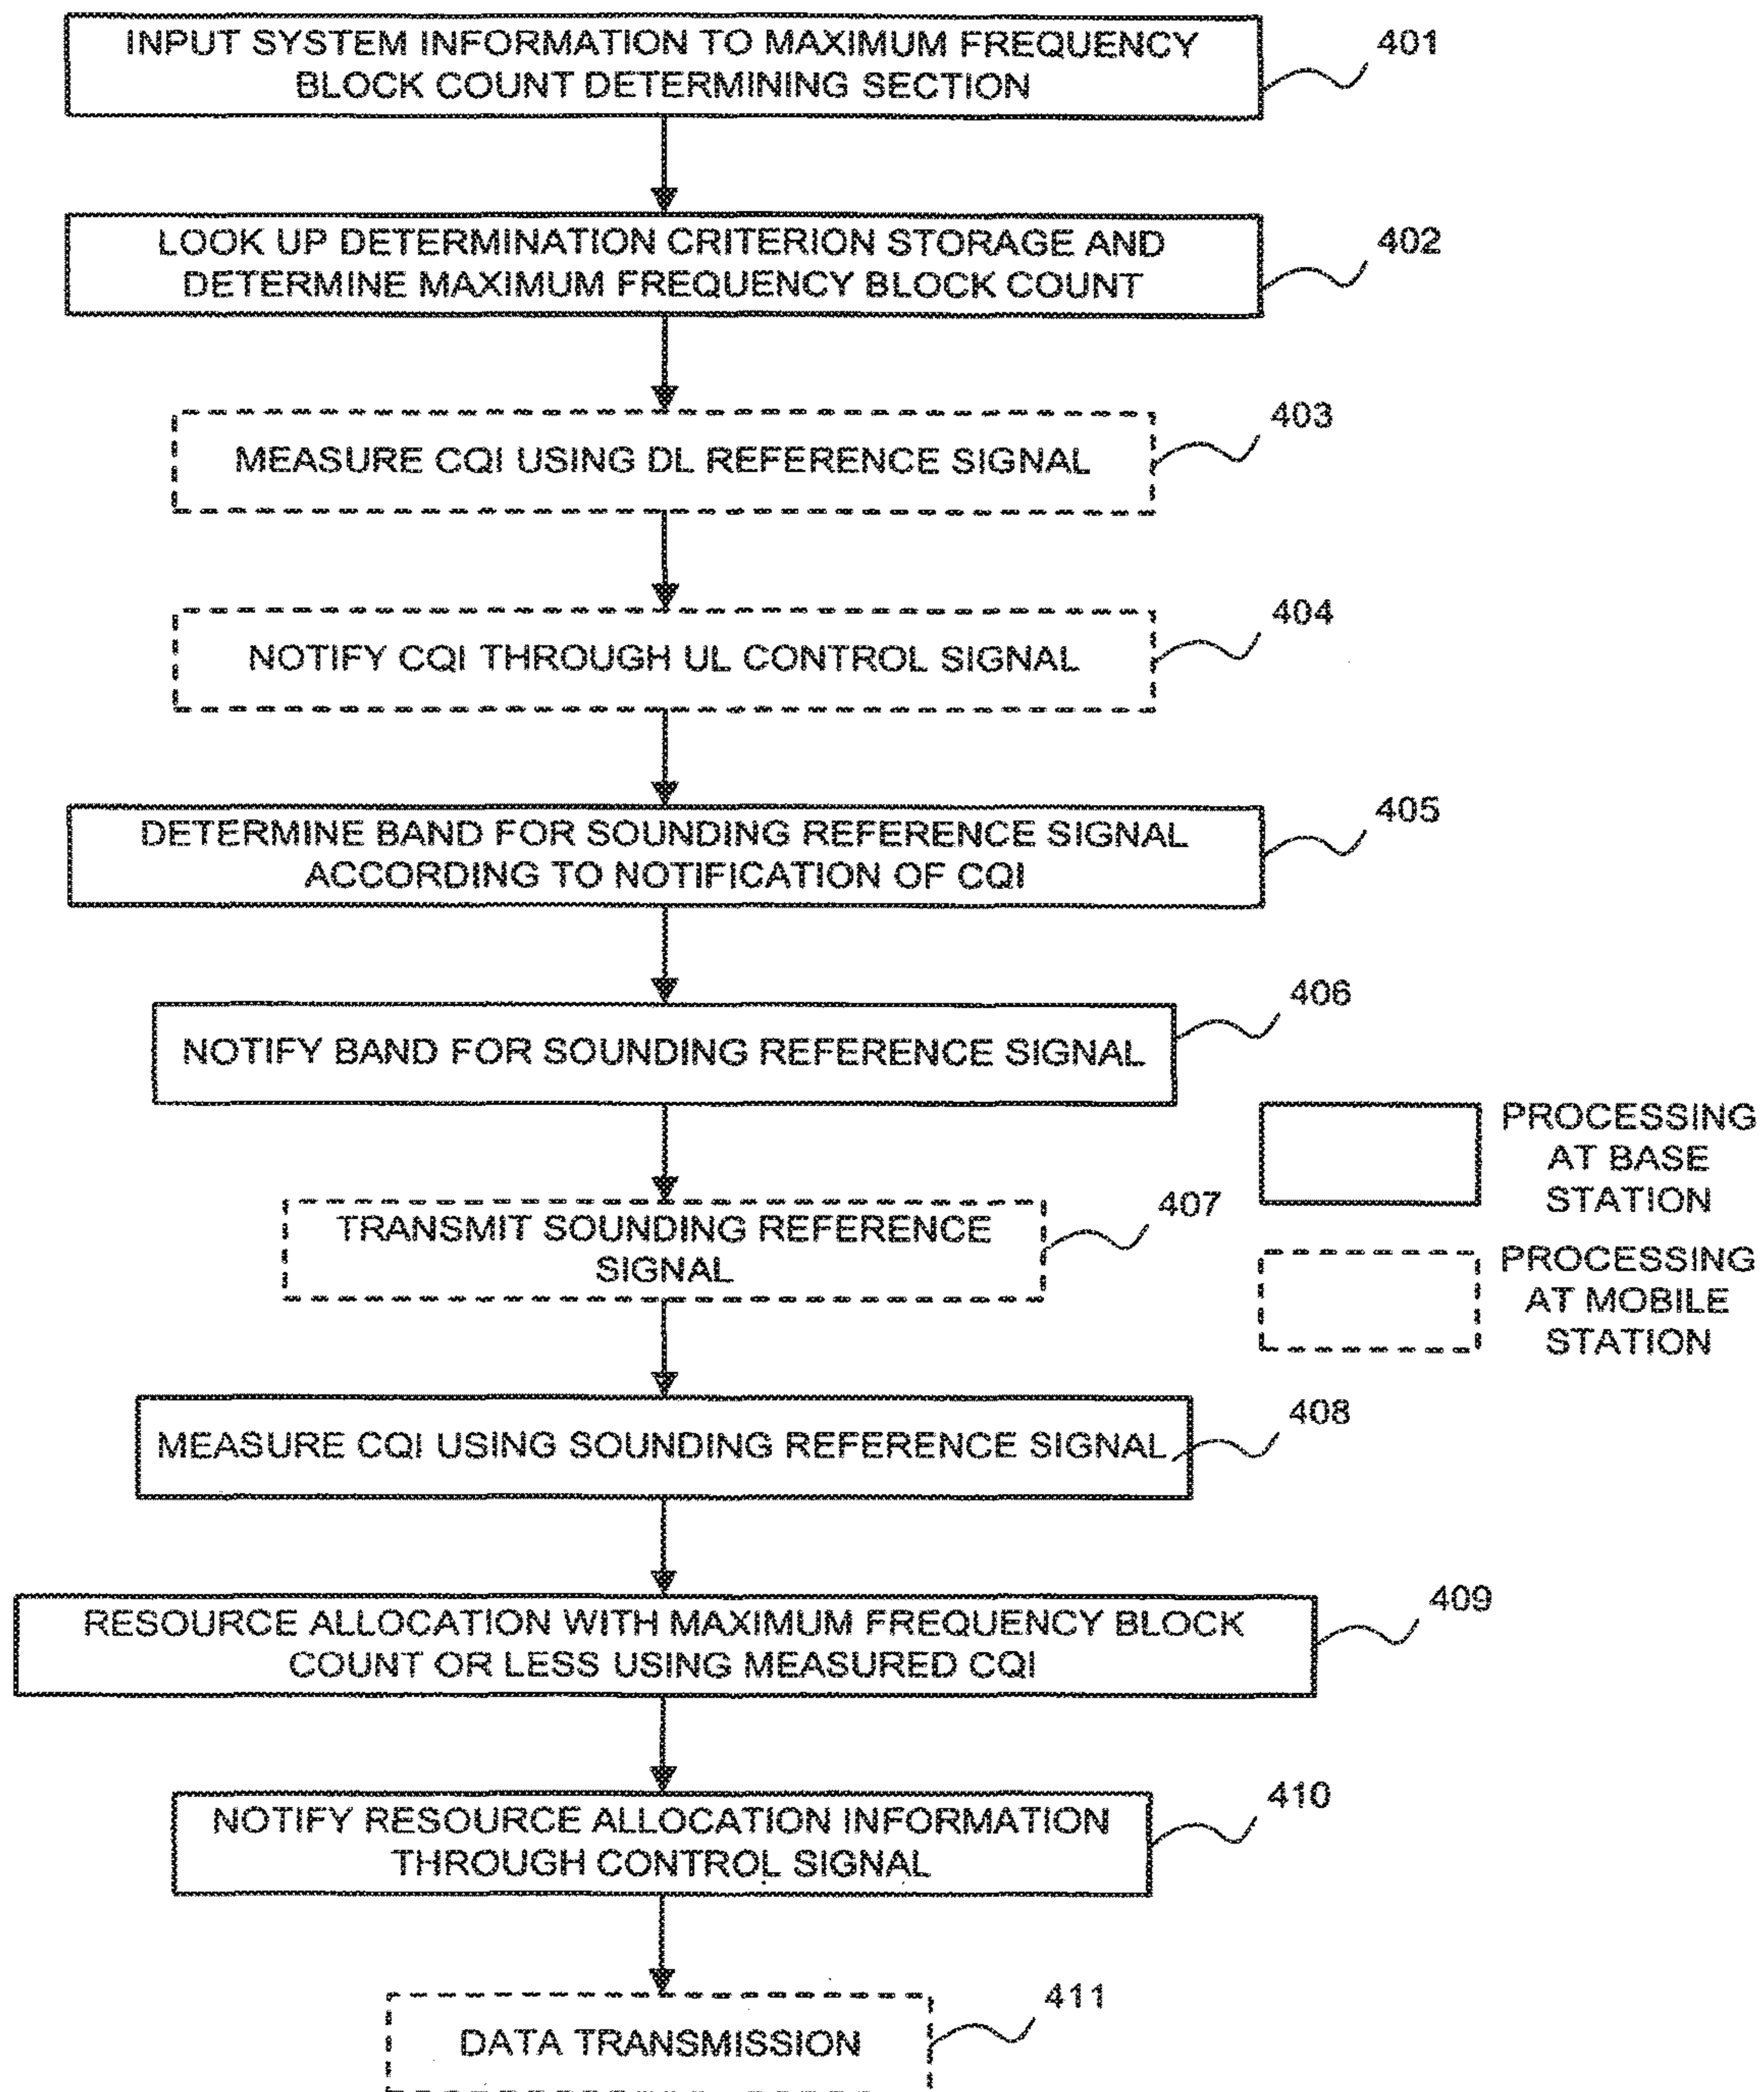 INPUT SYSTEM INFORMATION TO MAXIMUM FREQUENCY
BLOCK COUNT DETERMINING SECTION
401
LOOK UP DETERMINATION CRITERION STORAGE AND
DETERMINE MAXIMUM FREQUENCY BLOCK COUNT
402
MEASURE CQI USING DL REFERENCE SIGNAL
403
NOTIFY CQI THROUGH UL CONTROL SIGNAL
404
DETERMINE BAND FOR SOUNDING REFERENCE SIGNAL
ACCORDING TO NOTIFICATION OF CQI
405
NOTIFY BAND FOR SOUNDING REFERENCE SIGNAL
406
PROCESSING
AT BASE
STATION
TRANSMIT SOUNDING REFERENCE
SIGNAL
407
PROCESSING
AT MOBILE
STATION
MEASURE CQI USING SOUNDING REFERENCE SIGNAL
408
RESOURCE ALLOCATION WITH MAXIMUM FREQUENCY BLOCK
COUNT OR LESS USING MEASURED CQI
409
NOTIFY RESOURCE ALLOCATION INFORMATION
THROUGH CONTROL SIGNAL
410
DATA TRANSMISSION
411